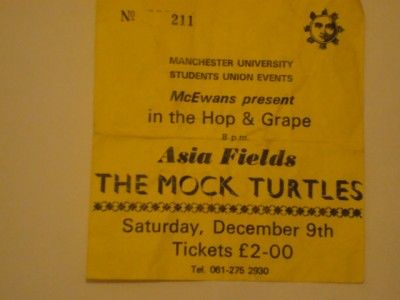 Nº 211
MANCHESTER UNIVERSITY
STUDENTS UNION EVENTS
McEwans present
in the Hop & Grape
8 p.m.
Asia Fields
THE MOCK TURTLES
Saturday, December 9th
Tickets £2-00
Tel. 061-275 2930